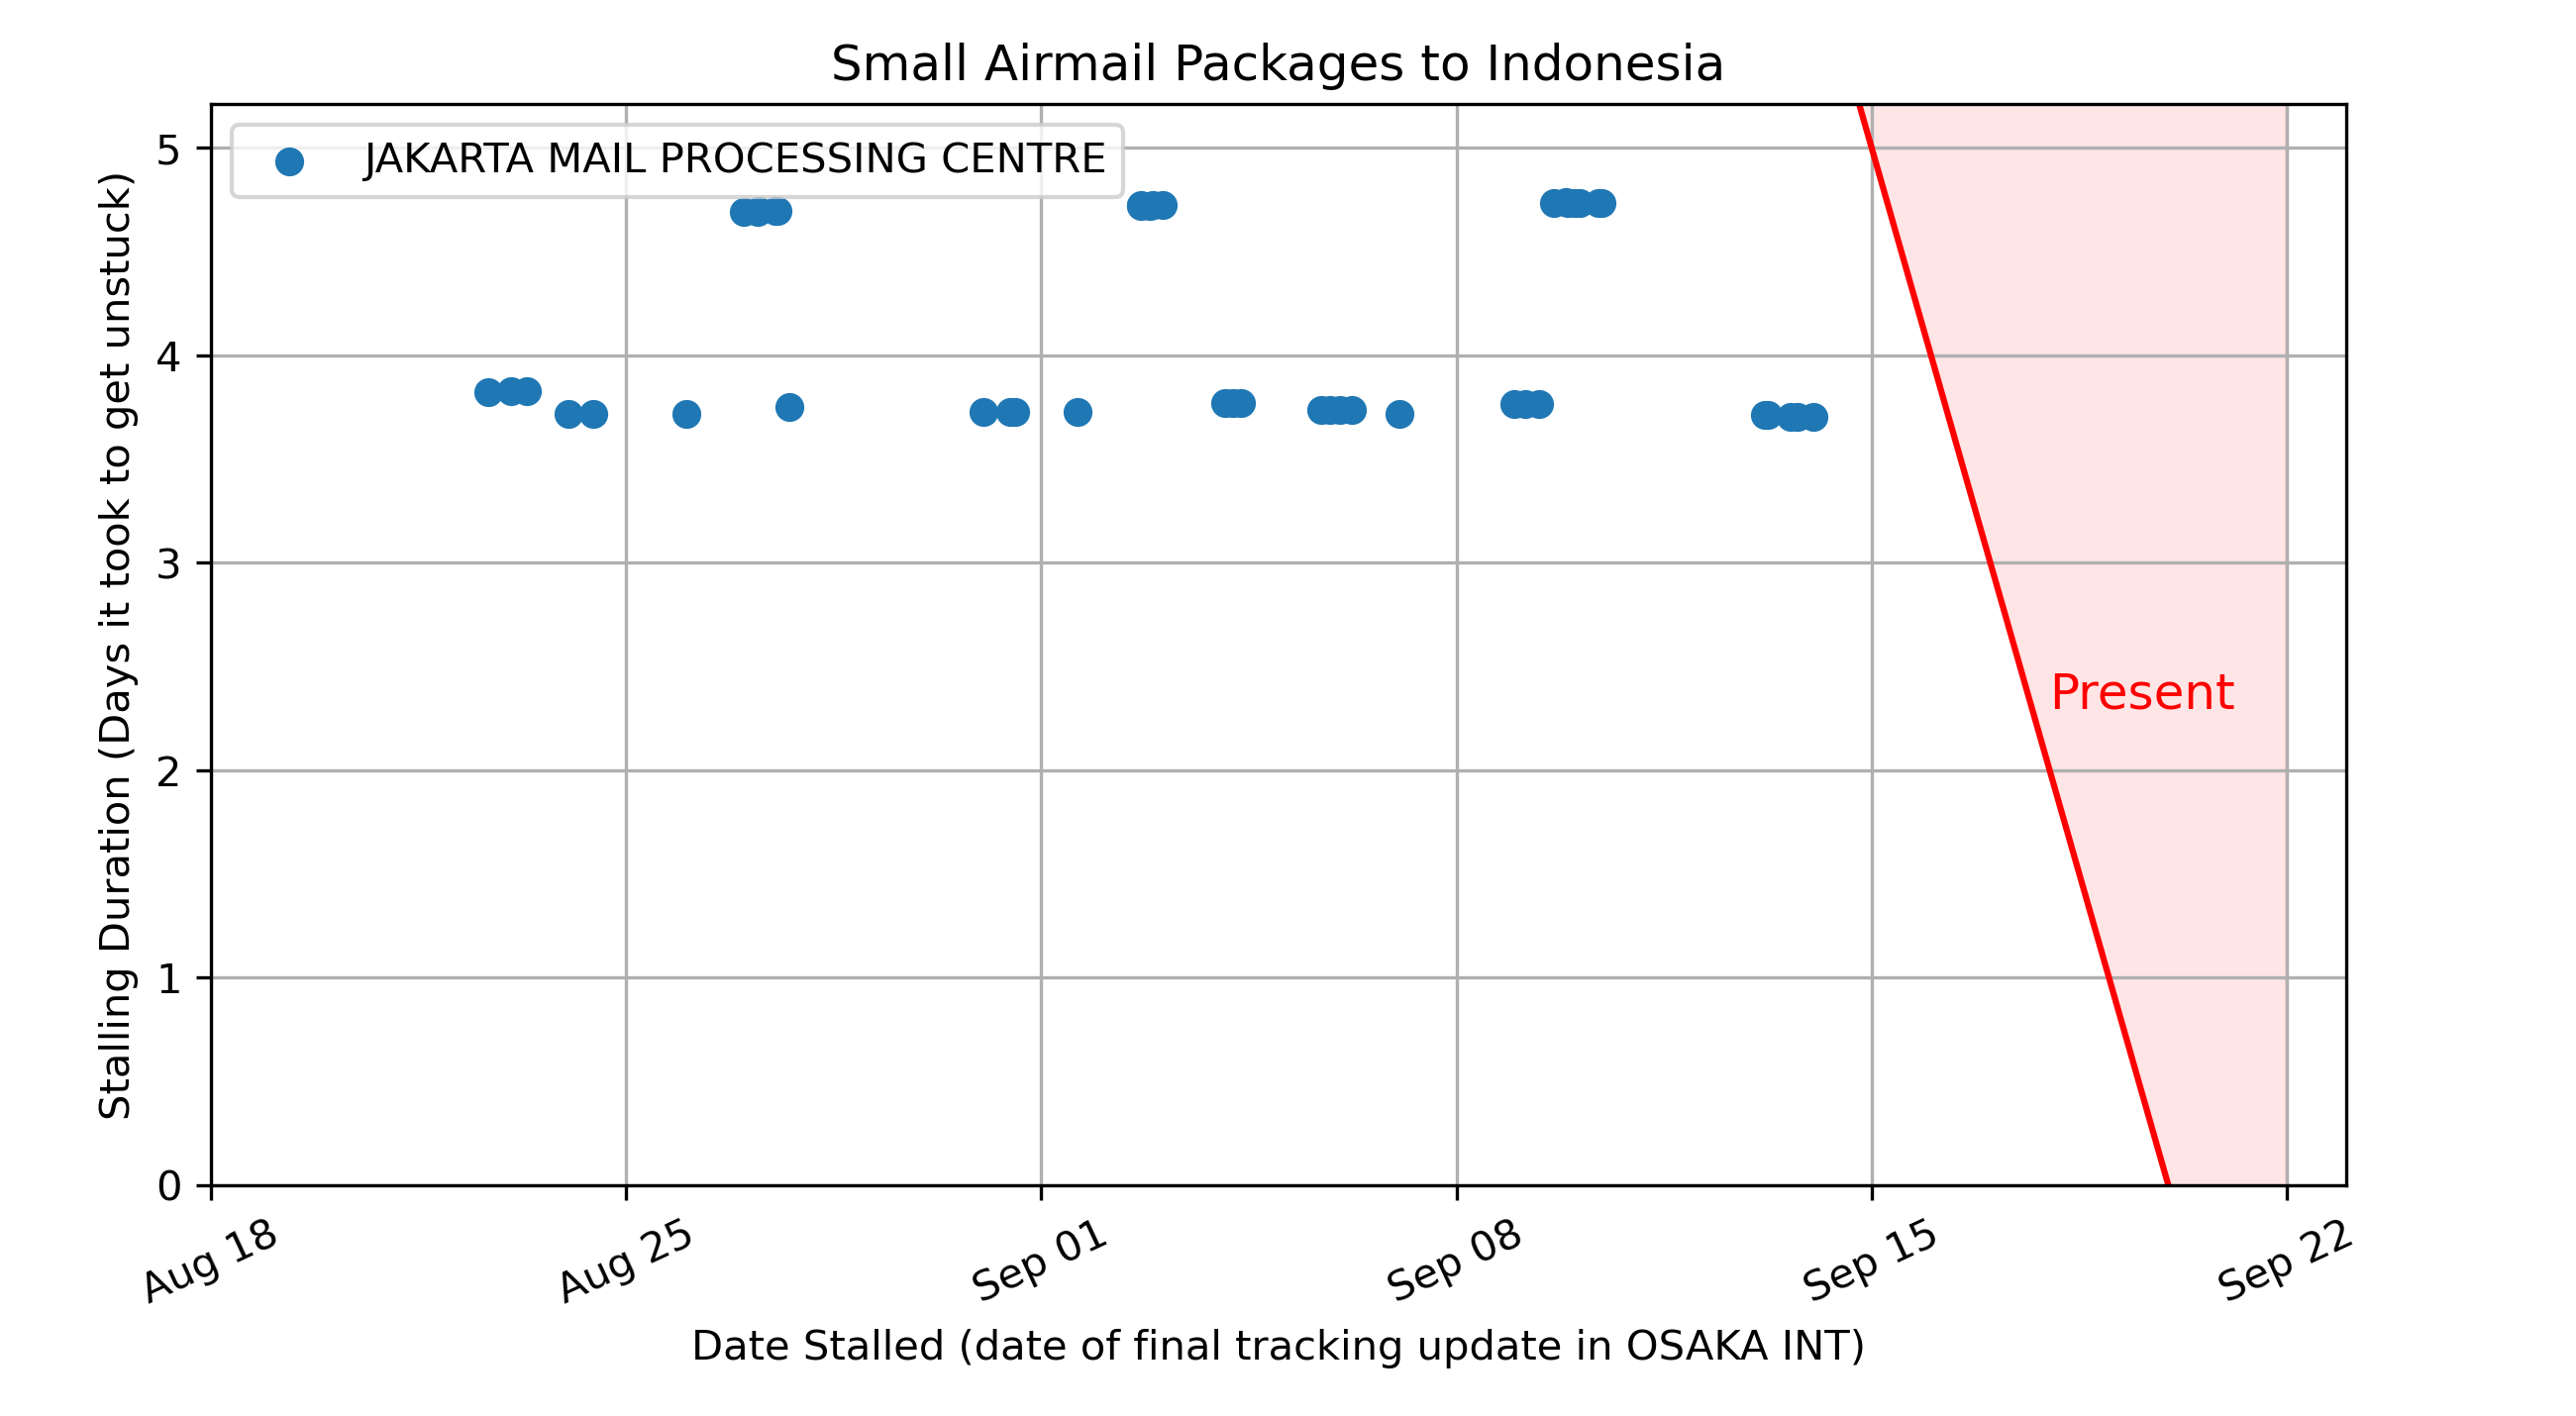 Small Airmail Packages to Indonesia
JAKARTA MAIL PROCESSING CENTRE
Stalling Duration (Days it took to get unstuck)
5
4
3
2
1
0
Present
Aug 18
Aug 25
Sep 01
Sep 08
Sep 15
Sep 22
Date Stalled (date of final tracking update in OSAKA INT)